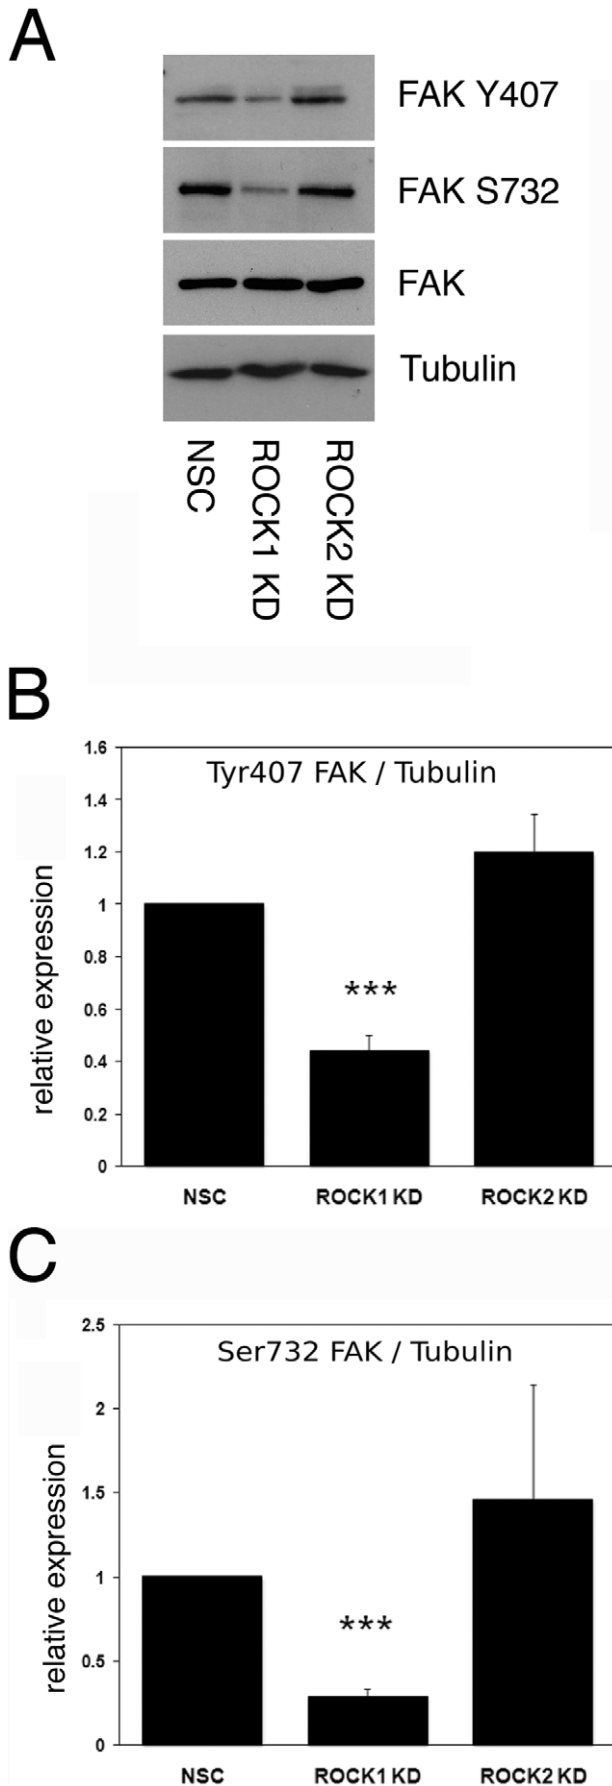 A
FAK Y407
FAK S732
FAK
Tubulin
NSC
ROCK1 KD
ROCK2 KD
B
1.6
Tyr407 FAK / Tubulin
1.4
1.2
1
0.8
0.6
0.4
0.2
0
relative expression
***
NSC ROCK1 KD ROCK2 KD
C
2.5
Ser732 FAK / Tubulin
2
1.5
1
0.5
0
relative expression
***
NSC ROCK1 KD ROCK2 KD